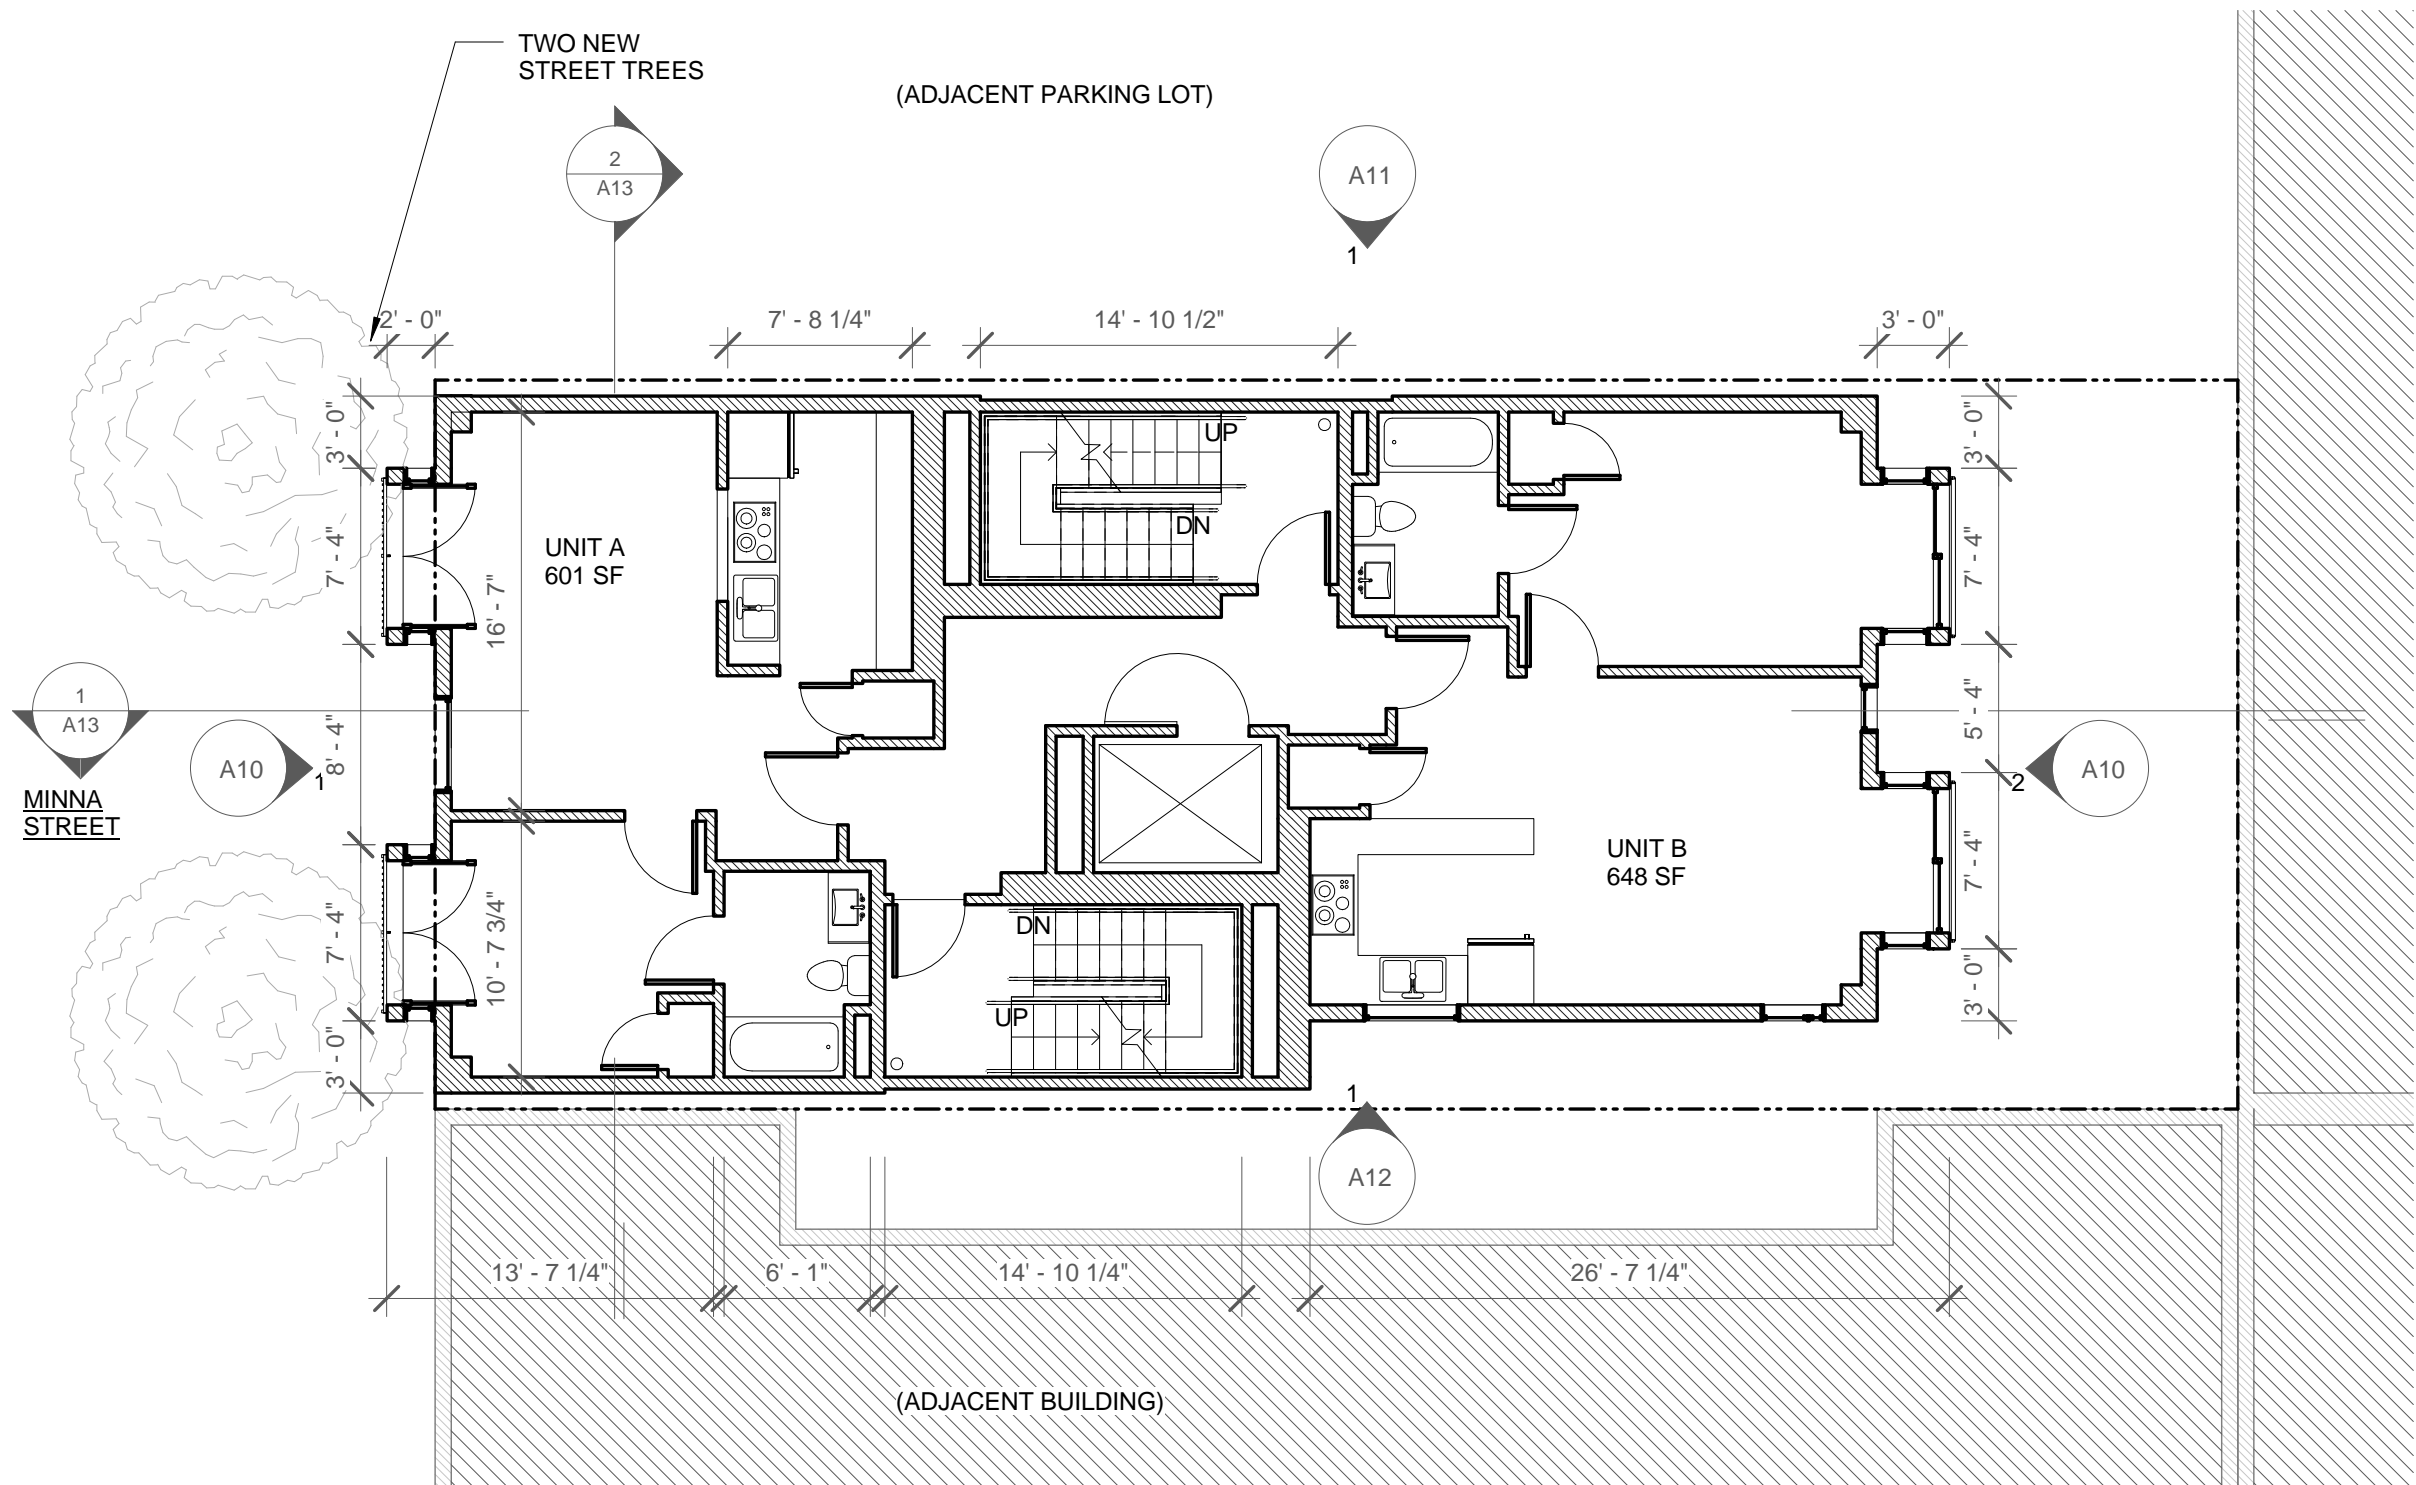 TWO NEW
STREET TREES
(ADJACENT PARKING LOT)
2
A13
A11
1
2' - 0"
7' - 8 1/4"
14' - 10 1/2"
3' - 0"
3' - 0"
7' - 4"
8' - 4"
7' - 4"
3' - 0"
16' - 7"
10' - 7 3/4"
UNIT A
601 SF
UP
DN
1
A13
A10
1
MINNA
STREET
DN
UP
UNIT B
648 SF
3' - 0"
7' - 4"
5' - 4"
7' - 4"
3' - 0"
2
A10
1
A12
13' - 7 1/4"
6' - 1"
14' - 10 1/4"
26' - 7 1/4"
(ADJACENT BUILDING)